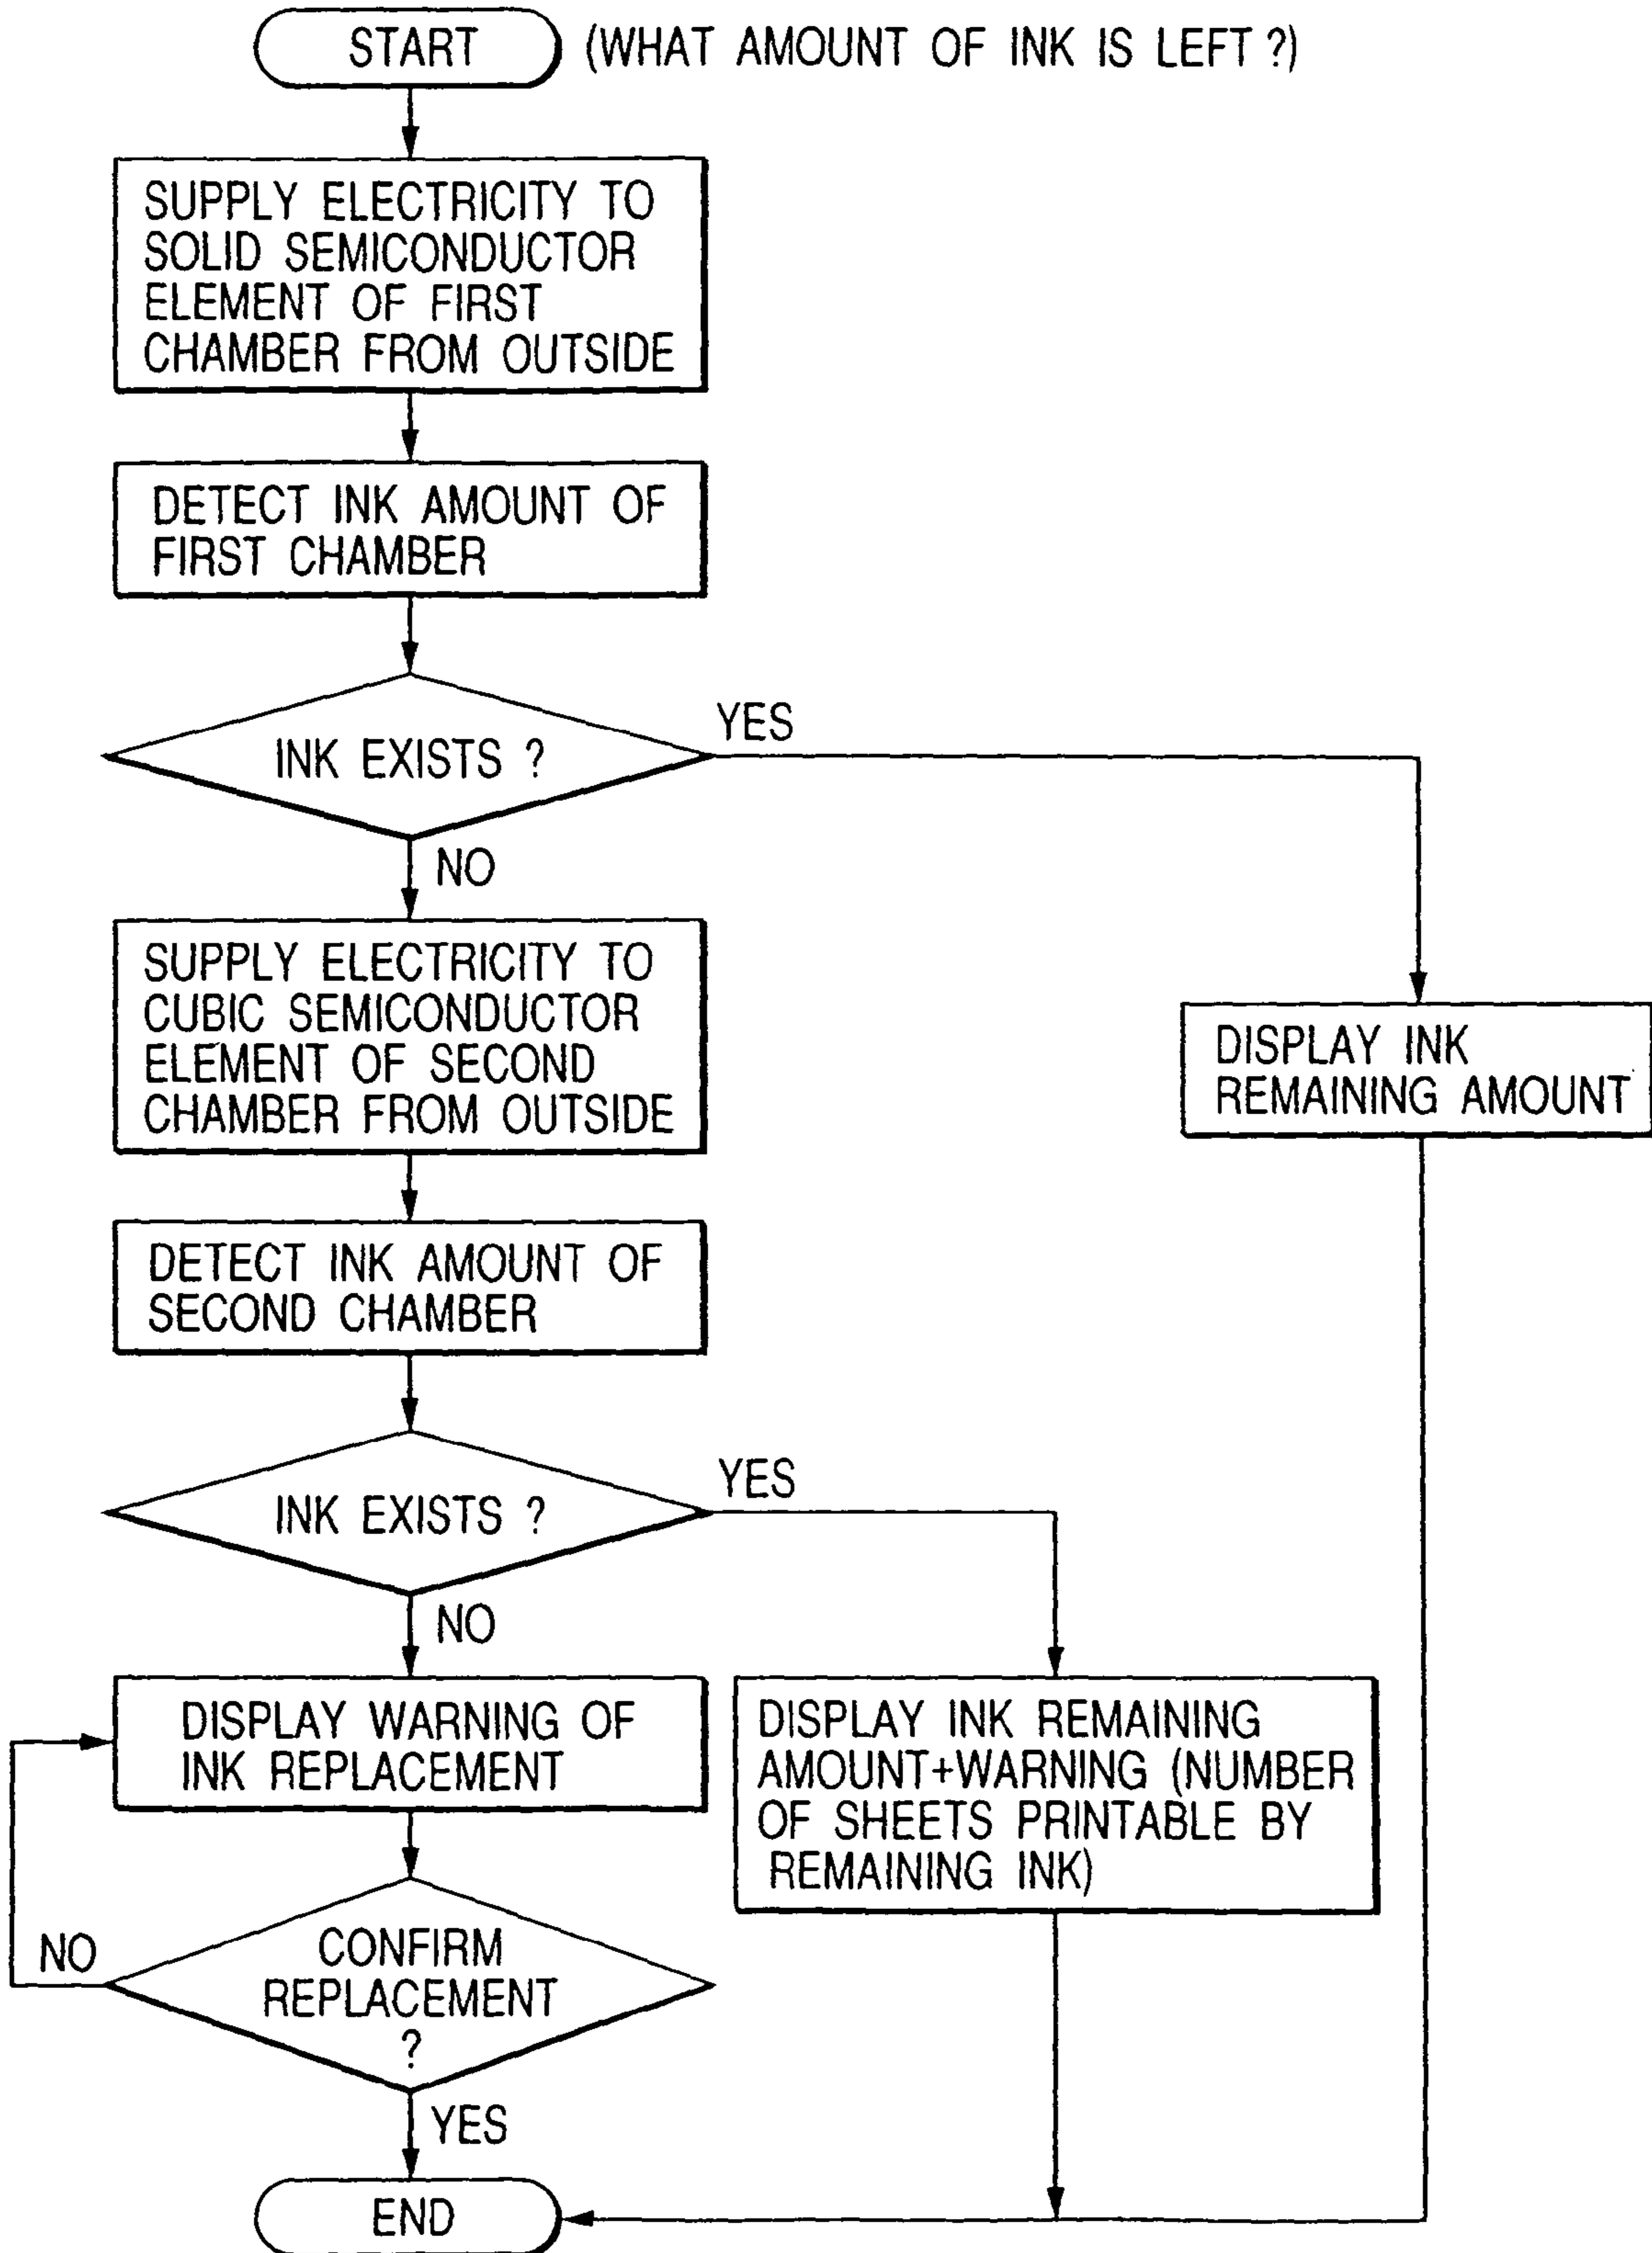 START (WHAT AMOUNT OF INK IS LEFT ?)
SUPPLY ELECTRICITY TO
SOLID SEMICONDUCTOR
ELEMENT OF FIRST
CHAMBER FROM OUTSIDE
DETECT INK AMOUNT OF
FIRST CHAMBER
INK EXISTS ?
YES
NO
SUPPLY ELECTRICITY TO
CUBIC SEMICONDUCTOR
ELEMENT OF SECOND
CHAMBER FROM OUTSIDE
DISPLAY INK
REMAINING AMOUNT
DETECT INK AMOUNT OF
SECOND CHAMBER
INK EXISTS ?
YES
NO
DISPLAY WARNING OF
INK REPLACEMENT
DISPLAY INK REMAINING
AMOUNT+WARNING (NUMBER
OF SHEETS PRINTABLE BY
REMAINING INK)
NO
CONFIRM
REPLACEMENT
?
YES
END